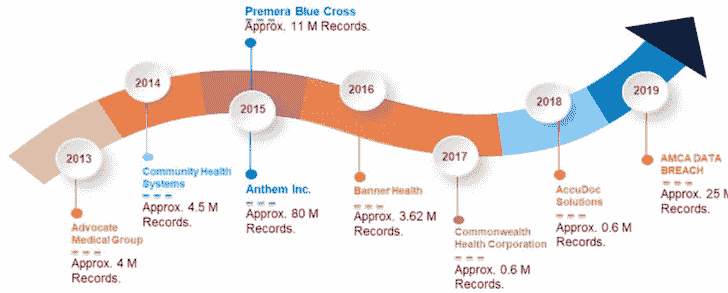 Premera Blue Cross
Approx. 11 M Records.
2013
Advocate
Medical Group
Approx. 4 M
Records.
2014
Community Health
Systems
Approx. 4.5 M
Records.
2015
Anthem Inc.
Approx. 80 M
Records.
2016
Banner Health
Approx. 3.62 M
Records.
2017
Commonwealth
Health Corporation
Approx. 0.6 M
Records.
2018
AccuDoc
Solutions
Approx. 0.6 M
Records.
2019
AMCA DATA
BREACH
Approx. 25
Records.